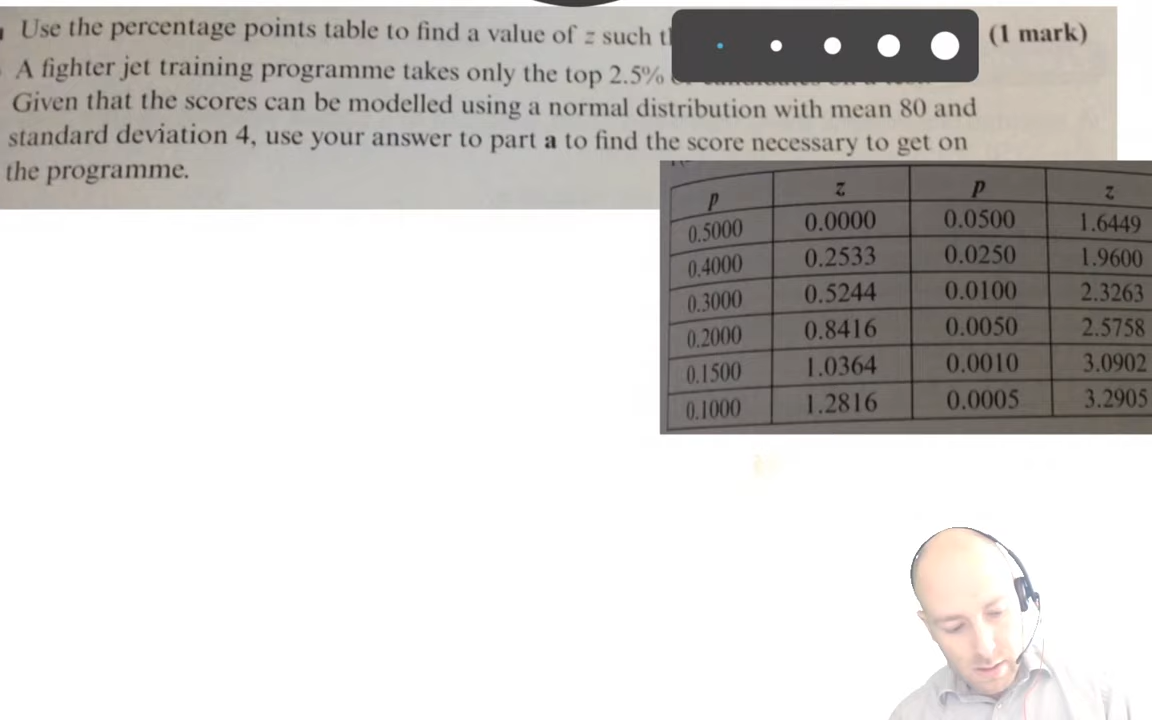 Use the percentage points table to find a value of z such (1 mark)
A fighter jet training programme takes only the top 2.5%
Given that the scores can be modelled using a normal distribution with mean 80 and
standard deviation 4, use your answer to part a to find the score necessary to get on
the programme.
p z p z
0.5000 0.0000 0.0500 1.6449
0.4000 0.2533 0.0250 1.9600
0.3000 0.5244 0.0100 2.3263
0.2000 0.8416 0.0050 2.5758
0.1500 1.0364 0.0010 3.0902
0.1000 1.2816 0.0005 3.2905